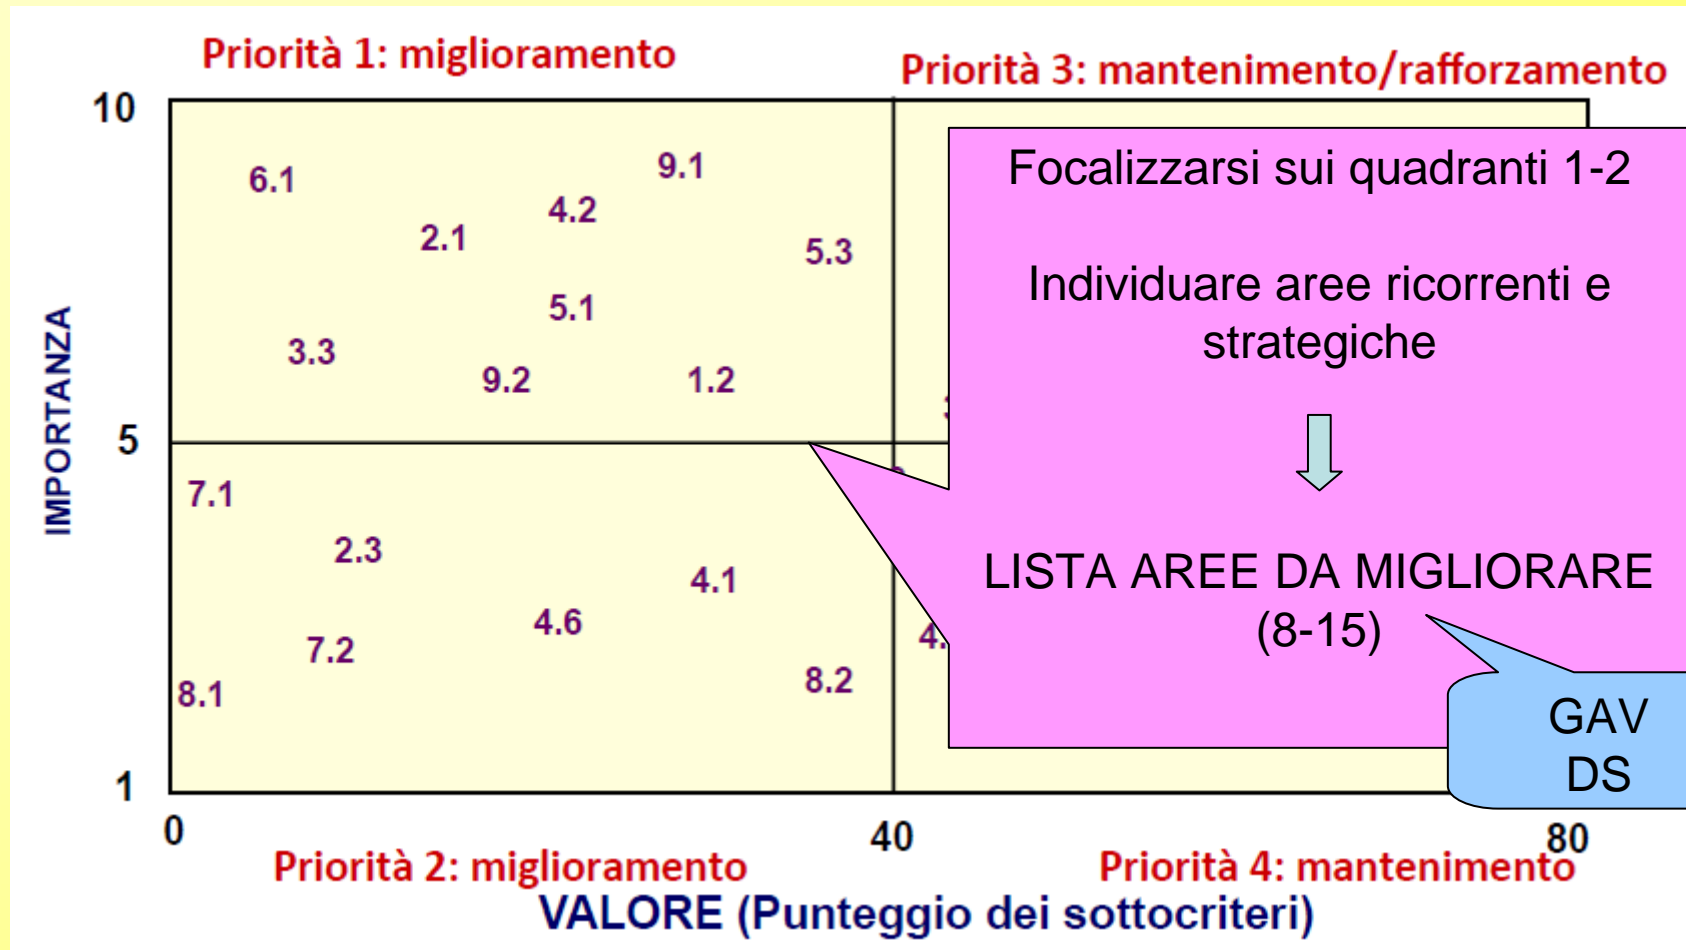 Priorità 1: miglioramento
Priorità 3: mantenimento/rafforzamento
10
IMPORTANZA
5
1
6.1
9.1
4.2
2.1
5.3
5.1
3.3
9.2
1.2
7.1
2.3
4.1
4.6
7.2
8.1
8.2
4.
Focalizzarsi sui quadranti 1-2
Individuare aree ricorrenti e
strategiche
LISTA AREE DA MIGLIORARE
(8-15)
GAV
DS
0
40
80
Priorità 2: miglioramento
Priorità 4: mantenimento
VALORE (Punteggio dei sottocriteri)